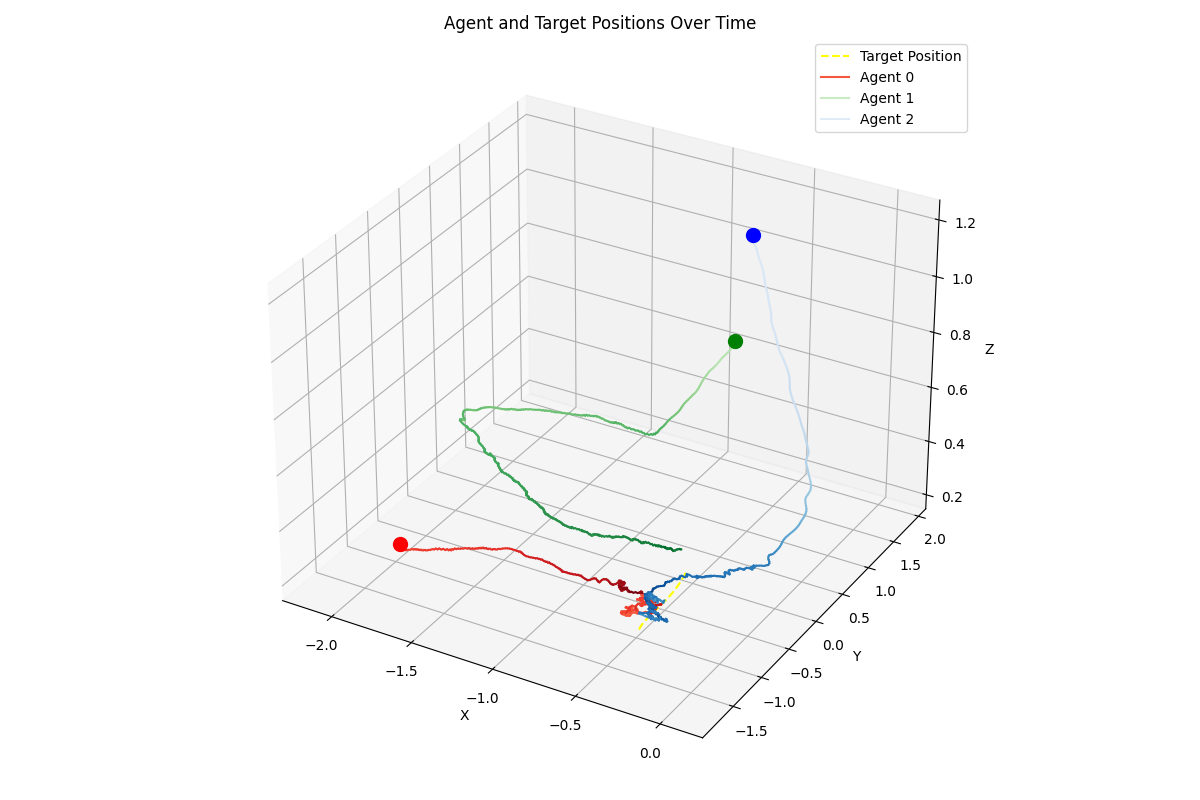 Agent and Target Positions Over Time
Target Position
Agent 0
Agent 1
Agent 2
1.2
1.0
0.8
0.6
0.4
0.2
Z
2.0
1.5
1.0
0.5
0.0
−0.5
−1.0
−1.5
Y
−2.0
−1.5
−1.0
−0.5
0.0
X